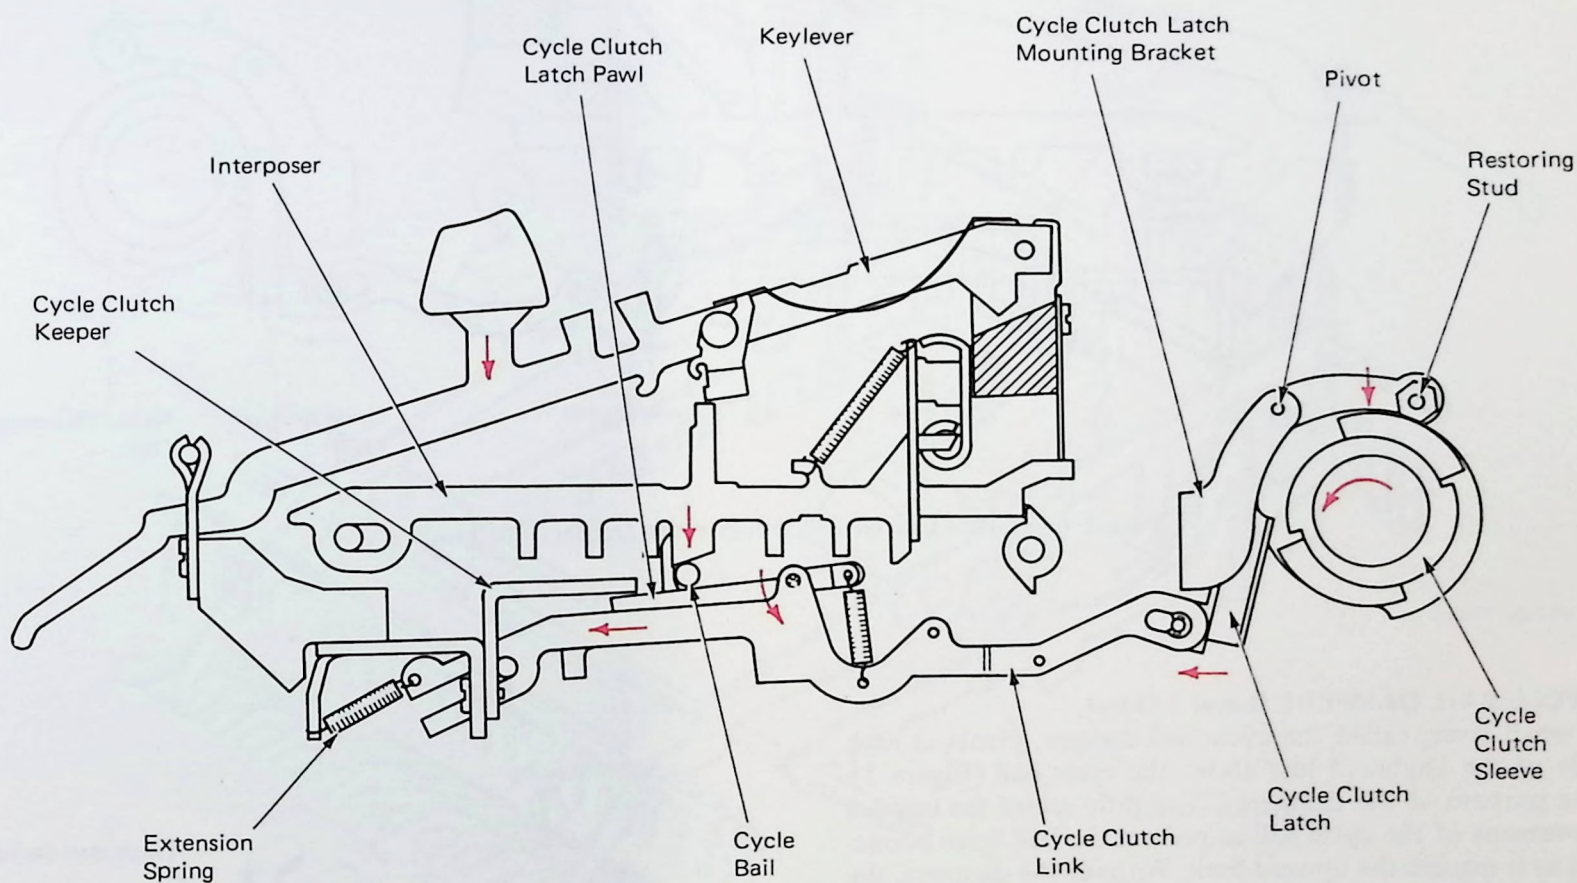 Cycle Clutch Latch
Mounting Bracket
Keylever
Cycle Clutch
Latch Pawl
Pivot
Interposer
Restoring
Stud
Cycle Clutch
Keeper
Cycle
Clutch
Sleeve
Cycle Clutch
Latch
Extension
Spring
Cycle
Bail
Cycle Clutch
Link